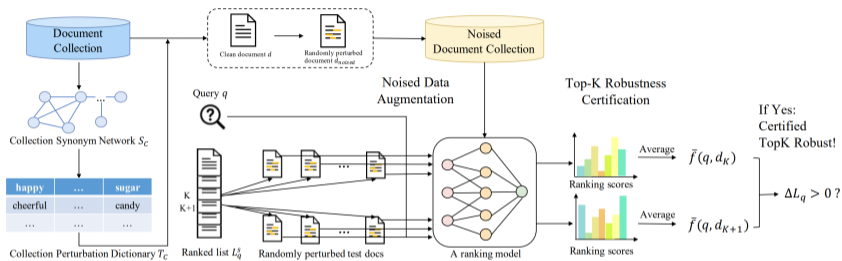 Document
Collection
Clean document d
Randomly perturbed
document d_noised
Noised
Document Collection
Collection Synonym Network S_C
happy ... sugar
cheerful ... candy
... ... ...
Collection Perturbation Dictionary T_C
Query q
Noised Data
Augmentation
K
K+1
Ranked list L_q^s
...
...
Randomly perturbed test docs
A ranking model
Top-K Robustness
Certification
Ranking scores
Average
f̄(q, d_K)
Ranking scores
Average
f̄(q, d_{K+1})
If Yes:
Certified
TopK Robust!
ΔL_q > 0 ?